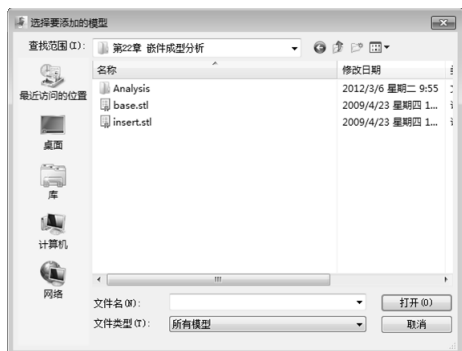 选择要添加的模型
查找范围(I): 第22章 嵌件成型分析
名称 修改日期
Analysis 2012/3/6 星期二 9:55
base.stl 2009/4/23 星期四 1...
insert.stl 2009/4/23 星期四 1...
最近访问的位置
桌面
库
计算机
网络
文件名(N): 打开(O)
文件类型(T): 所有模型 取消